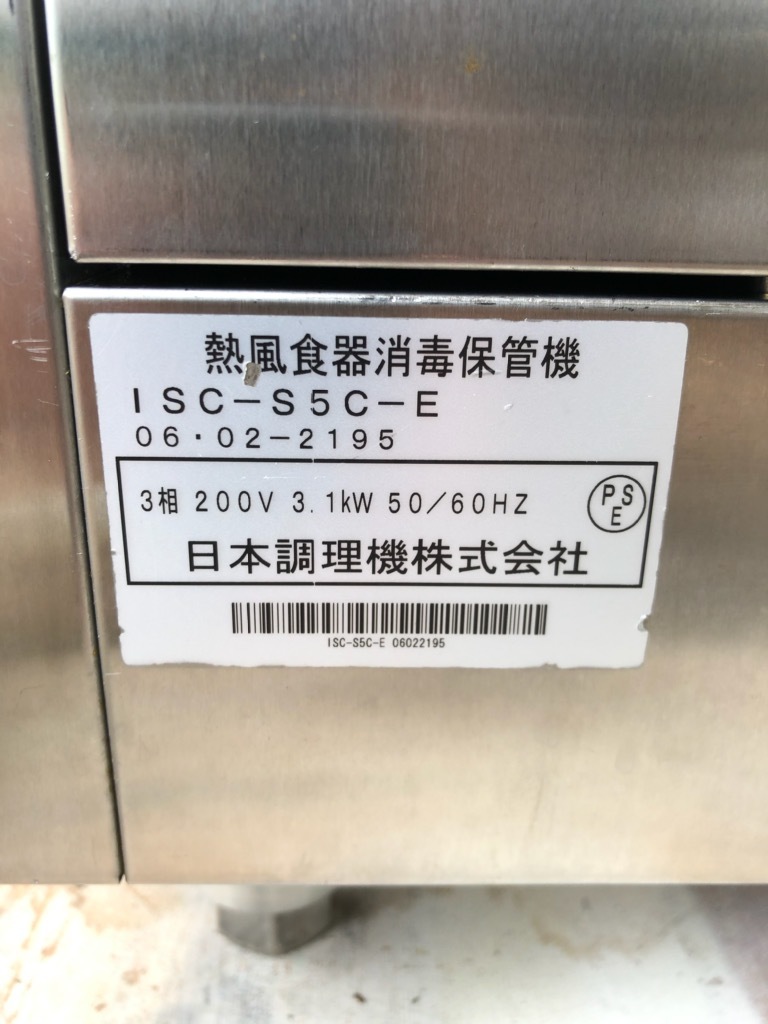 熱風食器消毒保管機
ISC-S5C-E
06・02-2195
3相 200V 3.1kW 50/60HZ
PSE
日本調理機株式会社
ISC-S5C-E 06022195